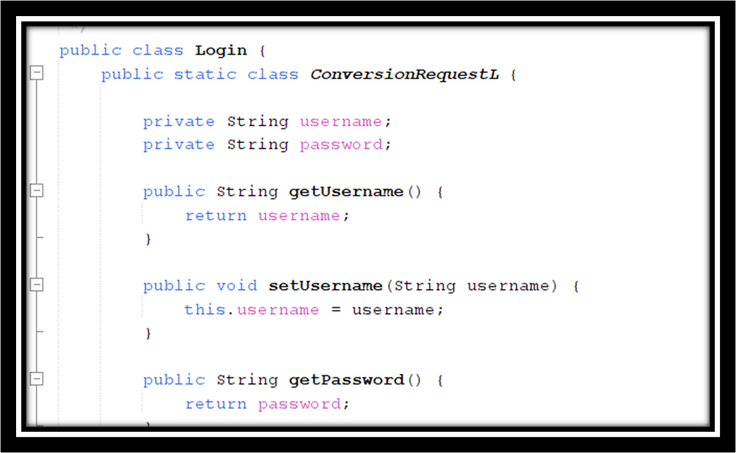 public class Login {
public static class ConversionRequestL {
private String username;
private String password;
public String getUsername() {
return username;
}
public void setUsername(String username) {
this.username = username;
}
public String getPassword() {
return password;